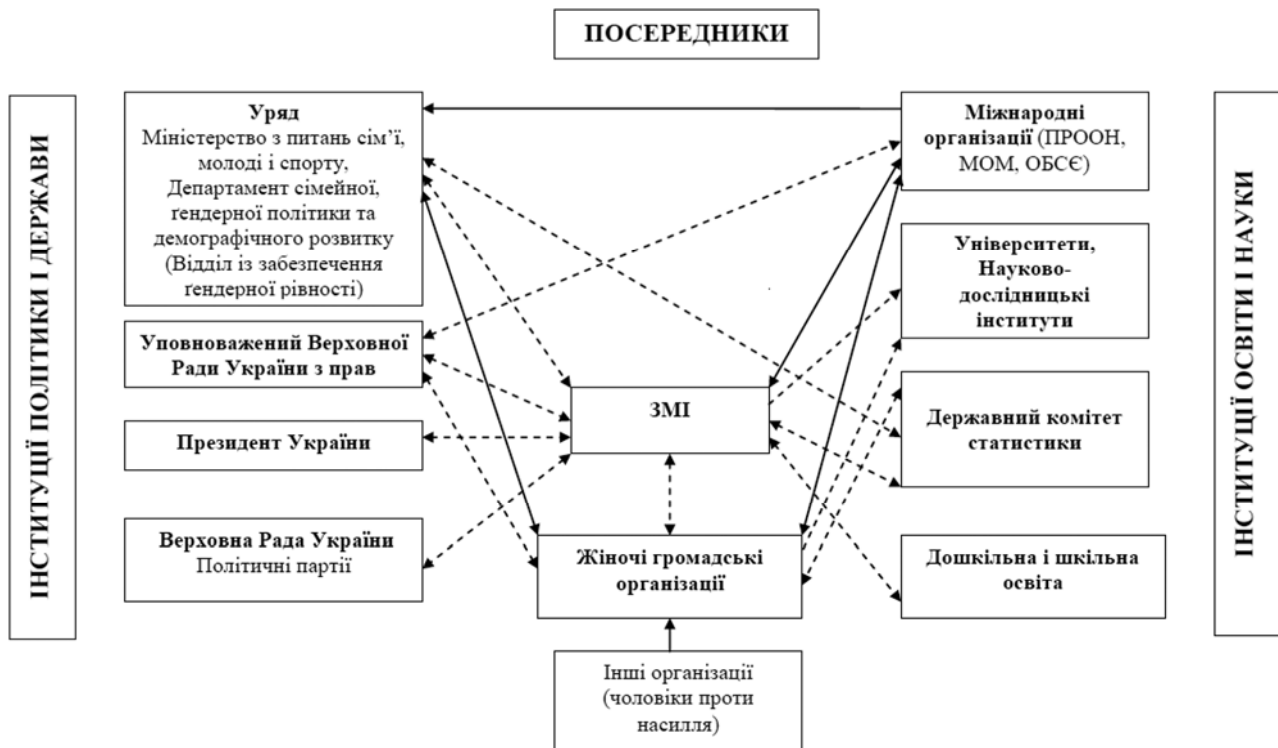 ПОСЕРЕДНИКИ
ІНСТИТУЦІЇ ПОЛІТИКИ І ДЕРЖАВИ
Уряд
Міністерство з питань сім’ї,
молоді і спорту,
Департамент сімейної,
ґендерної політики та
демографічного розвитку
(Відділ із забезпечення
ґендерної рівності)
Уповноважений Верховної
Ради України з прав
Президент України
Верховна Рада України
Політичні партії
ЗМІ
Жіночі громадські
організації
Інші організації
(чоловіки проти
насилля)
Міжнародні
організації (ПРООН,
МОМ, ОБСЄ)
Університети,
Науково-
дослідницькі
інститути
Державний комітет
статистики
Дошкільна і шкільна
освіта
ІНСТИТУЦІЇ ОСВІТИ І НАУКИ